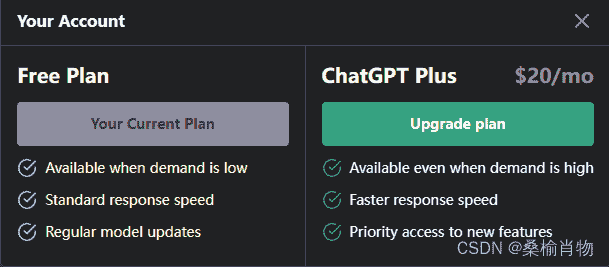 Your Account
Free Plan
Your Current Plan
Available when demand is low
Standard response speed
Regular model updates
ChatGPT Plus $20/mo
Upgrade plan
Available even when demand is high
Faster response speed
Priority access to new features
CSDN @桑榆肖物